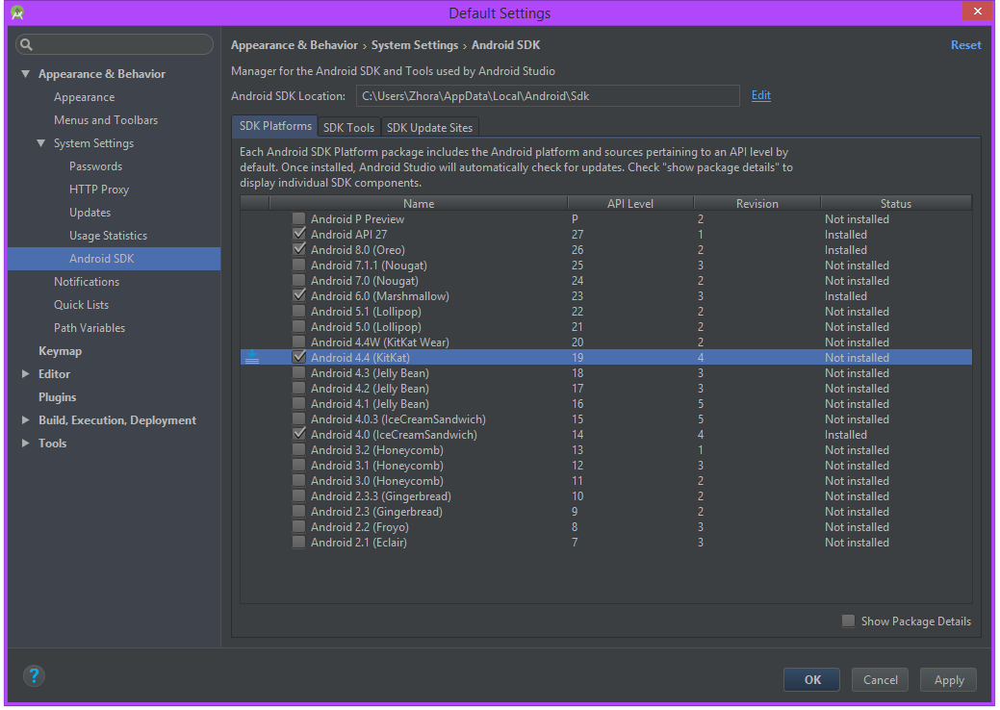 Default Settings
Appearance & Behavior › System Settings › Android SDK
Reset
Appearance & Behavior
Appearance
Menus and Toolbars
System Settings
Passwords
HTTP Proxy
Updates
Usage Statistics
Android SDK
Notifications
Quick Lists
Path Variables
Keymap
Editor
Plugins
Build, Execution, Deployment
Tools
Manager for the Android SDK and Tools used by Android Studio
Android SDK Location: C:\Users\Zhora\AppData\Local\Android\Sdk Edit
SDK Platforms SDK Tools SDK Update Sites
Each Android SDK Platform package includes the Android platform and sources pertaining to an API level by
default. Once installed, Android Studio will automatically check for updates. Check "show package details" to
display individual SDK components.
Name API Level Revision Status
Android P Preview P 2 Not installed
Android API 27 27 1 Installed
Android 8.0 (Oreo) 26 2 Installed
Android 7.1.1 (Nougat) 25 3 Not installed
Android 7.0 (Nougat) 24 2 Not installed
Android 6.0 (Marshmallow) 23 3 Installed
Android 5.1 (Lollipop) 22 2 Not installed
Android 5.0 (Lollipop) 21 2 Not installed
Android 4.4W (KitKat Wear) 20 2 Not installed
Android 4.4 (KitKat) 19 4 Not installed
Android 4.3 (Jelly Bean) 18 3 Not installed
Android 4.2 (Jelly Bean) 17 3 Not installed
Android 4.1 (Jelly Bean) 16 5 Not installed
Android 4.0.3 (IceCreamSandwich) 15 5 Not installed
Android 4.0 (IceCreamSandwich) 14 4 Installed
Android 3.2 (Honeycomb) 13 1 Not installed
Android 3.1 (Honeycomb) 12 3 Not installed
Android 3.0 (Honeycomb) 11 2 Not installed
Android 2.3.3 (Gingerbread) 10 2 Not installed
Android 2.3 (Gingerbread) 9 2 Not installed
Android 2.2 (Froyo) 8 3 Not installed
Android 2.1 (Eclair) 7 3 Not installed
Show Package Details
?
OK Cancel Apply